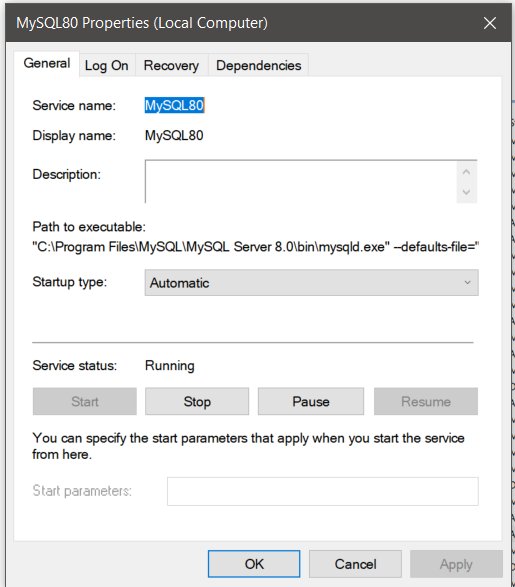 MySQL80 Properties (Local Computer)
General Log On Recovery Dependencies
Service name: MySQL80
Display name: MySQL80
Description:
Path to executable:
"C:\Program Files\MySQL\MySQL Server 8.0\bin\mysqld.exe" --defaults-file="
Startup type: Automatic
Service status: Running
Start Stop Pause Resume
You can specify the start parameters that apply when you start the service
from here.
Start parameters:
OK Cancel Apply